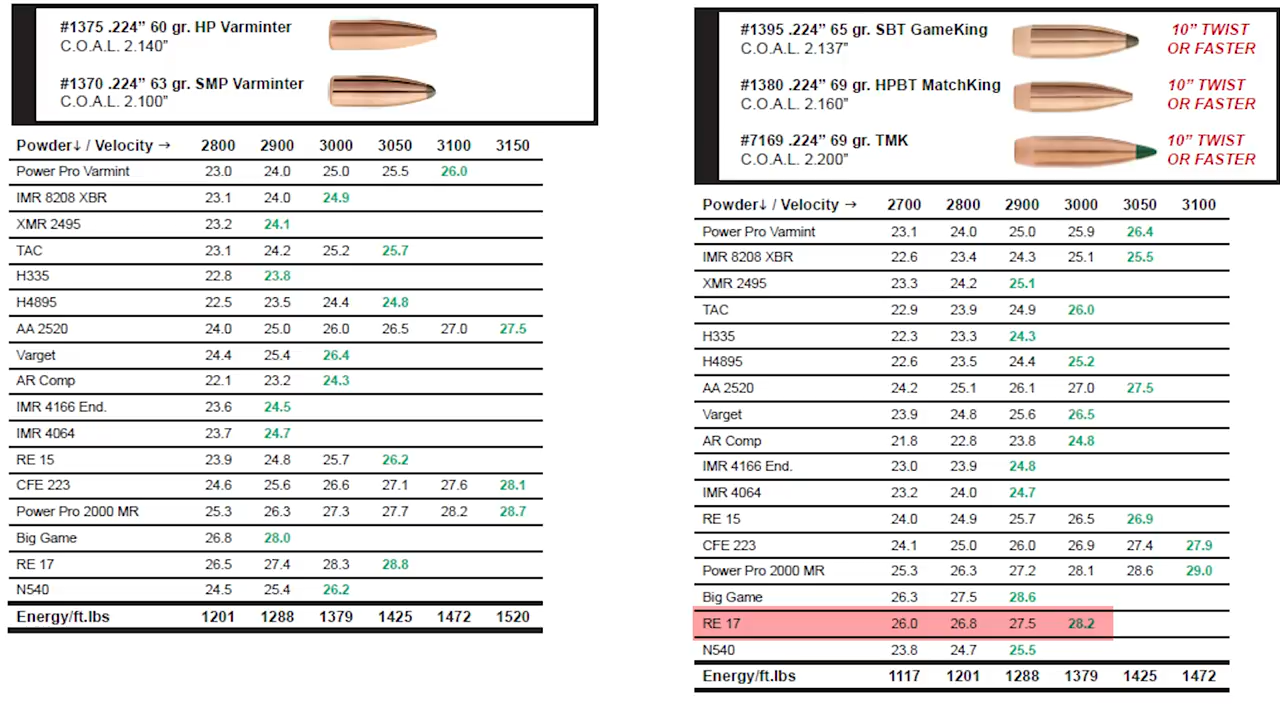 #1375 .224” 60 gr. HP Varminter
C.O.A.L. 2.140”
#1370 .224” 63 gr. SMP Varminter
C.O.A.L. 2.100”
Powder↓ / Velocity → 2800 2900 3000 3050 3100 3150
Power Pro Varmint 23.0 24.0 25.0 25.5 26.0
IMR 8208 XBR 23.1 24.0 24.9
XMR 2495 23.2 24.1
TAC 23.1 24.2 25.2 25.7
H335 22.8 23.8
H4895 22.5 23.5 24.4 24.8
AA 2520 24.0 25.0 26.0 26.5 27.0 27.5
Varget 24.4 25.4 26.4
AR Comp 22.1 23.2 24.3
IMR 4166 End. 23.6 24.5
IMR 4064 23.7 24.7
RE 15 23.9 24.8 25.7 26.2
CFE 223 24.6 25.6 26.6 27.1 27.6 28.1
Power Pro 2000 MR 25.3 26.3 27.3 27.7 28.2 28.7
Big Game 26.8 28.0
RE 17 26.5 27.4 28.3 28.8
N540 24.5 25.4 26.2
Energy/ft.lbs 1201 1288 1379 1425 1472 1520
#1395 .224” 65 gr. SBT GameKing
C.O.A.L. 2.137”
10” TWIST
OR FASTER
#1380 .224” 69 gr. HPBT MatchKing
C.O.A.L. 2.160”
10” TWIST
OR FASTER
#7169 .224” 69 gr. TMK
C.O.A.L. 2.200”
10” TWIST
OR FASTER
Powder↓ / Velocity → 2700 2800 2900 3000 3050 3100
Power Pro Varmint 23.1 24.0 25.0 25.9 26.4
IMR 8208 XBR 22.6 23.4 24.3 25.1 25.5
XMR 2495 23.3 24.2 25.1
TAC 22.9 23.9 24.9 26.0
H335 22.3 23.3 24.3
H4895 22.6 23.5 24.4 25.2
AA 2520 24.2 25.1 26.1 27.0 27.5
Varget 23.9 24.8 25.6 26.5
AR Comp 21.8 22.8 23.8 24.8
IMR 4166 End. 23.0 23.9 24.8
IMR 4064 23.2 24.0 24.7
RE 15 24.0 24.9 25.7 26.5 26.9
CFE 223 24.1 25.0 26.0 26.9 27.4 27.9
Power Pro 2000 MR 25.3 26.3 27.2 28.1 28.6 29.0
Big Game 26.3 27.5 28.6
RE 17 26.0 26.8 27.5 28.2
N540 23.8 24.7 25.5
Energy/ft.lbs 1117 1201 1288 1379 1425 1472